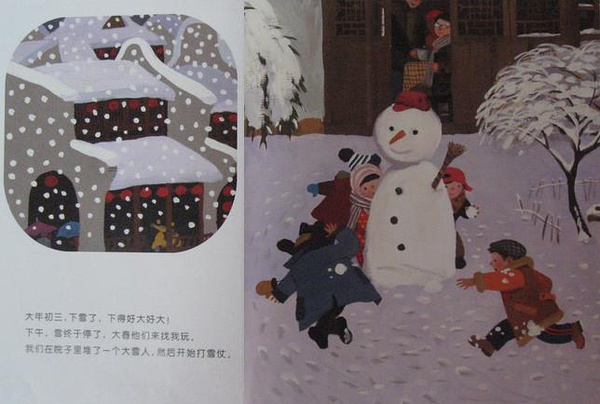 大年初三，下雪了，下得好大好大！
下午，雪终于停了，大春他们来找我玩。
我们在院子里堆了一个大雪人，然后开始打雪仗。